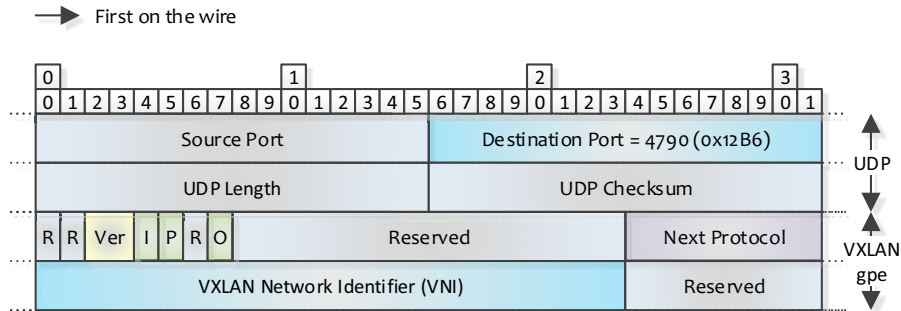 First on the wire
0 1 2 3
0 1 2 3 4 5 6 7 8 9 0 1 2 3 4 5 6 7 8 9 0 1 2 3 4 5 6 7 8 9 0 1
Source Port Destination Port = 4790 (0x12B6)
UDP
UDP Length UDP Checksum
R R Ver I P R O Reserved Next Protocol
VXLAN
gpe
VXLAN Network Identifier (VNI) Reserved